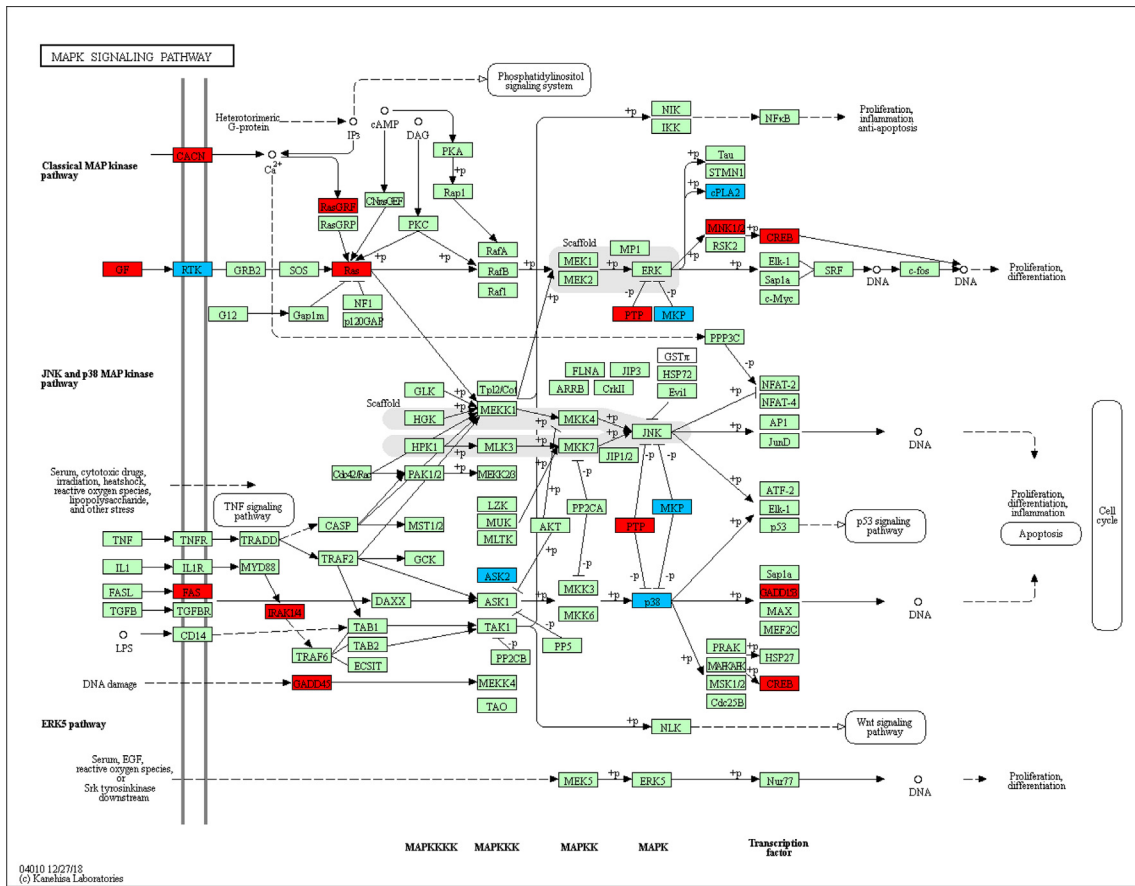 MAPK SIGNALING PATHWAY
Phosphatidylinositol
signaling system
Heterotorimeric
G-protein
IP3
cAMP
DAG
PKA
+p
Rap1
NIK
IKK
+p
NFκB
Proliferation,
inflammation
anti-apoptosis
Classical MAP kinase
pathway
CACN
Ca2+
RasGRF
RasGRP
CNrasGEF
PKC
Tau
STMN1
cPLA2
+p
MNK1/2
RSK2
+p
CREB
GF
RTK
GRB2
SOS
Ras
+p
RafA
RafB
Raf1
+p
Scaffold
MEK1
MEK2
+p
MP1
ERK
+p
Elk-1
Sap1a
c-Myc
SRF
DNA
c-fos
DNA
Proliferation,
differentiation
G12
Gap1m
NF1
p120GAP
+p
-p
-p
PTP
MKP
PPP3C
-p
JNK and p38 MAP kinase
pathway
Scaffold
GLK
HGK
HPK1
+p
+p
+p
Tpl2/Cot
MEKK1
MLK3
MEKK2/3
FLNA
JIP3
ARRB
CrkII
GSTπ
HSP72
Evi1
MKK4
MKK7
+p
+p
+p
JNK
JIP1/2
+p
NFAT-2
NFAT-4
AP1
JunD
DNA
Cdc42/Rac
PAK1/2
+p
LZK
MUK
MLTK
-p
PP2CA
-p
AKT
+p
-p
-p
PTP
MKP
-p
-p
+p
ATF-2
Elk-1
p53
p53 signaling
pathway
Proliferation,
differentiation,
inflammation
Apoptosis
Cell
cycle
Serum, cytotoxic drugs,
irradiation, heatshock,
reactive oxygen species,
lipopolysaccharide,
and other stress
TNF signaling
pathway
CASP
MST1/2
TNF
TNFR
TRADD
TRAF2
GCK
IL1
IL1R
MYD88
ASK2
FASL
FAS
IRAK1/4
DAXX
ASK1
+p
MKK3
MKK6
+p
p38
+p
Sap1a
GADD153
MAX
MEF2C
DNA
TGFB
TGFBR
LPS
CD14
TAB1
TAB2
ECSIT
TRAF6
+p
TAK1
-p
PP2CB
-p
PP5
+p
PRAK
MAPKAPK
MSK1/2
Cdc25B
+p
HSP27
+p
CREB
DNA damage
GADD45
MEKK4
TAO
ERK5 pathway
+p
NLK
Wnt signaling
pathway
Serum, EGF,
reactive oxygen species,
or
Srk tyrosinkinase
downstream
MEK5
+p
ERK5
+p
Nur77
DNA
Proliferation,
differentiation
MAPKKKK
MAPKKK
MAPKK
MAPK
Transcription
factor
04010 12/27/18
(c) Kanehisa Laboratories